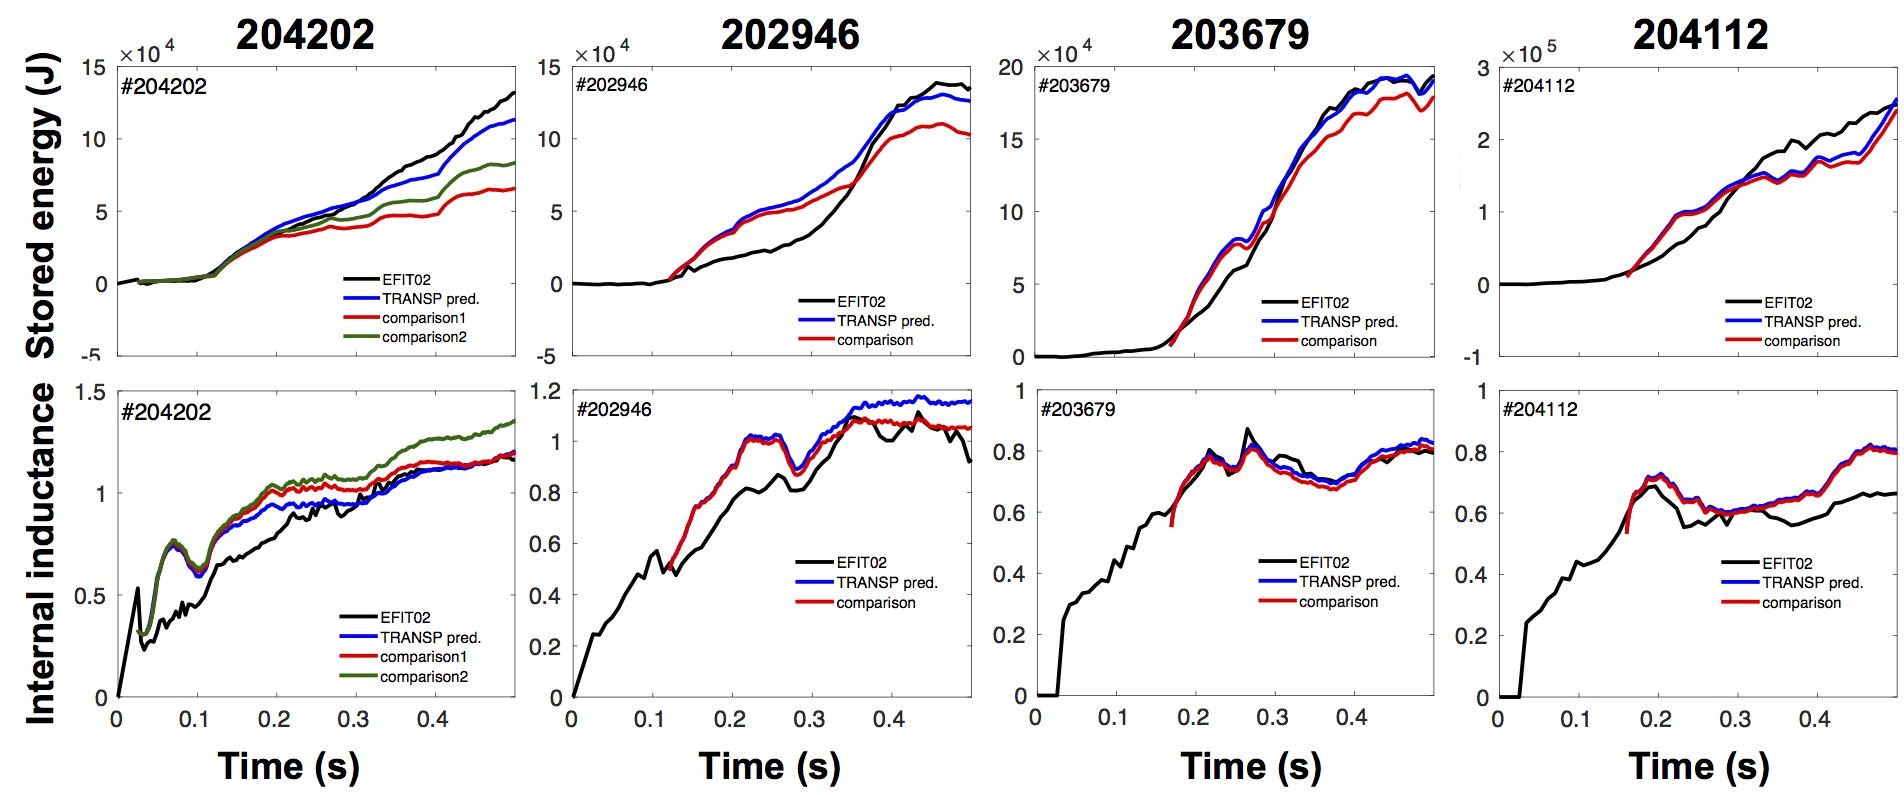 204202
202946
203679
204112
Stored energy (J)
×10 4
15
10
5
0
-5
#204202
EFIT02
TRANSP pred.
comparison1
comparison2
×10 4
15
10
5
0
-5
#202946
EFIT02
TRANSP pred.
comparison
×10 4
20
15
10
5
0
#203679
EFIT02
TRANSP pred.
comparison
×10 5
3
2
1
0
-1
#204112
EFIT02
TRANSP pred.
comparison
Internal inductance
1.5
1
0.5
0
#204202
EFIT02
TRANSP pred.
comparison1
comparison2
0 0.1 0.2 0.3 0.4
Time (s)
1.2
1
0.8
0.6
0.4
0.2
0
#202946
EFIT02
TRANSP pred.
comparison
0 0.1 0.2 0.3 0.4
Time (s)
1
0.8
0.6
0.4
0.2
0
#203679
EFIT02
TRANSP pred.
comparison
0 0.1 0.2 0.3 0.4
Time (s)
1
0.8
0.6
0.4
0.2
0
#204112
EFIT02
TRANSP pred.
comparison
0 0.1 0.2 0.3 0.4
Time (s)